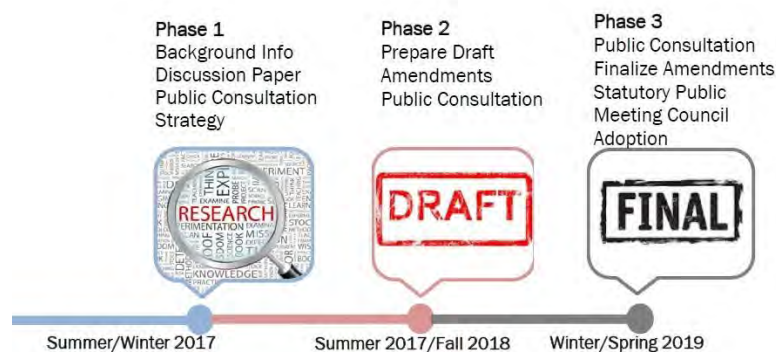 Phase 1
Background Info
Discussion Paper
Public Consultation
Strategy
Phase 2
Prepare Draft
Amendments
Public Consultation
Phase 3
Public Consultation
Finalize Amendments
Statutory Public
Meeting Council
Adoption
RESEARCH
KNOWLEDGE
DRAFT
FINAL
Summer/Winter 2017
Summer 2017/Fall 2018
Winter/Spring 2019